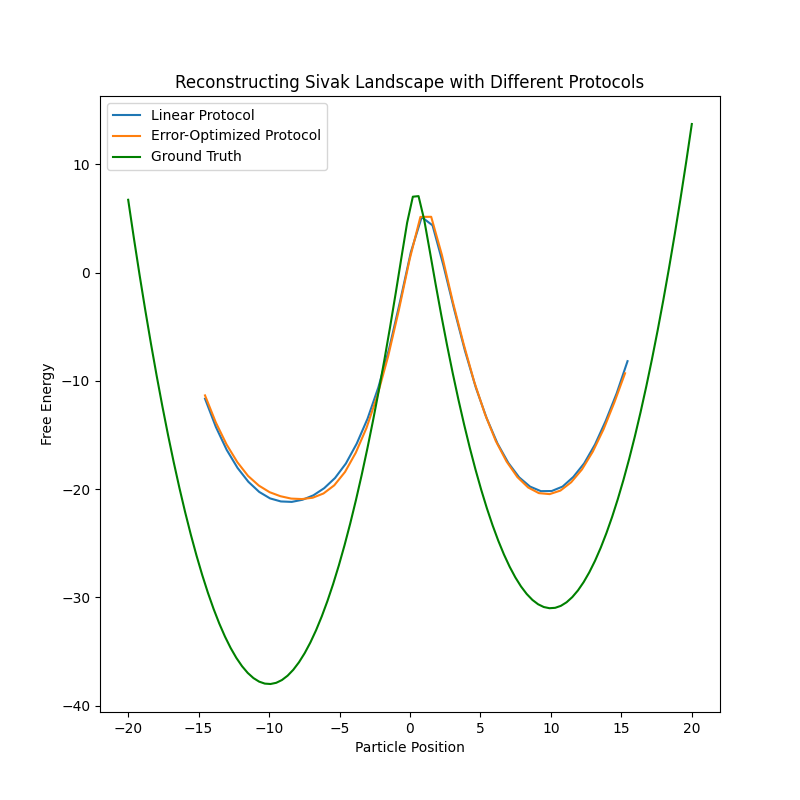 Reconstructing Sivak Landscape with Different Protocols
Linear Protocol
Error-Optimized Protocol
Ground Truth
10
0
−10
−20
−30
−40
Free Energy
−20
−15
−10
−5
0
5
10
15
20
Particle Position